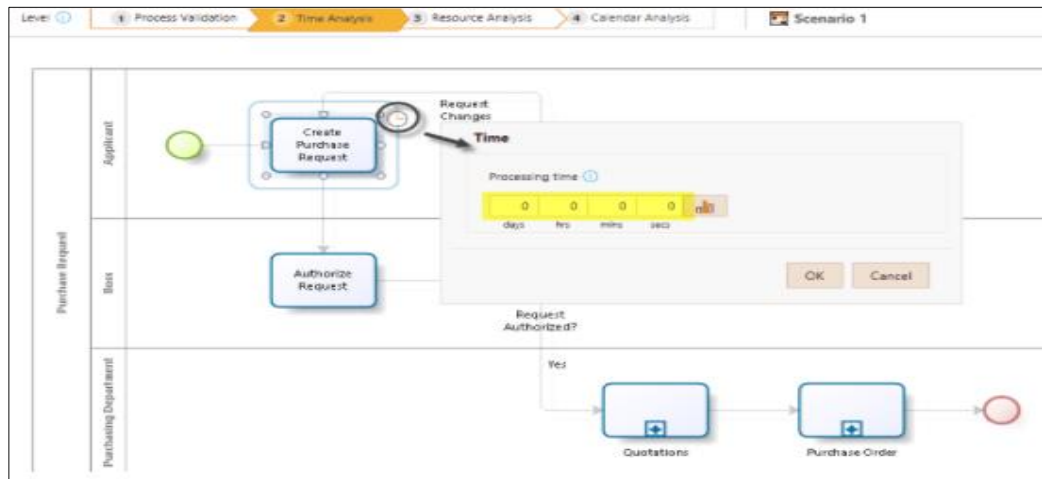 Level
1 Process Validation
2 Time Analysis
3 Resource Analysis
4 Calendar Analysis
Scenario 1
Purchase Request
Applicant
Create
Purchase
Request
Request
Changes
Time
Processing time
0 0 0 0
days hrs mins secs
OK Cancel
Boss
Authorize
Request
Request
Authorized?
Purchasing Department
Yes
Quotations
Purchase Order